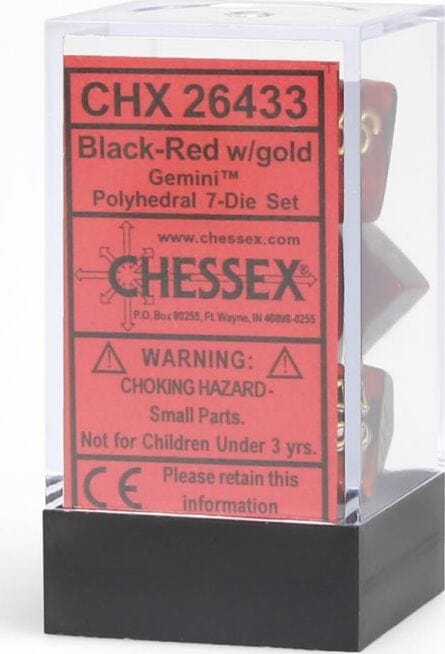 CHX 26433
Black-Red w/gold
Gemini™
Polyhedral 7-Die Set
www.chessex.com
CHESSEX®
P.O. Box 80255, Ft. Wayne, IN 46898-0255
WARNING:
CHOKING HAZARD-
Small Parts.
Not for Children Under 3 yrs.
CE Please retain this
information